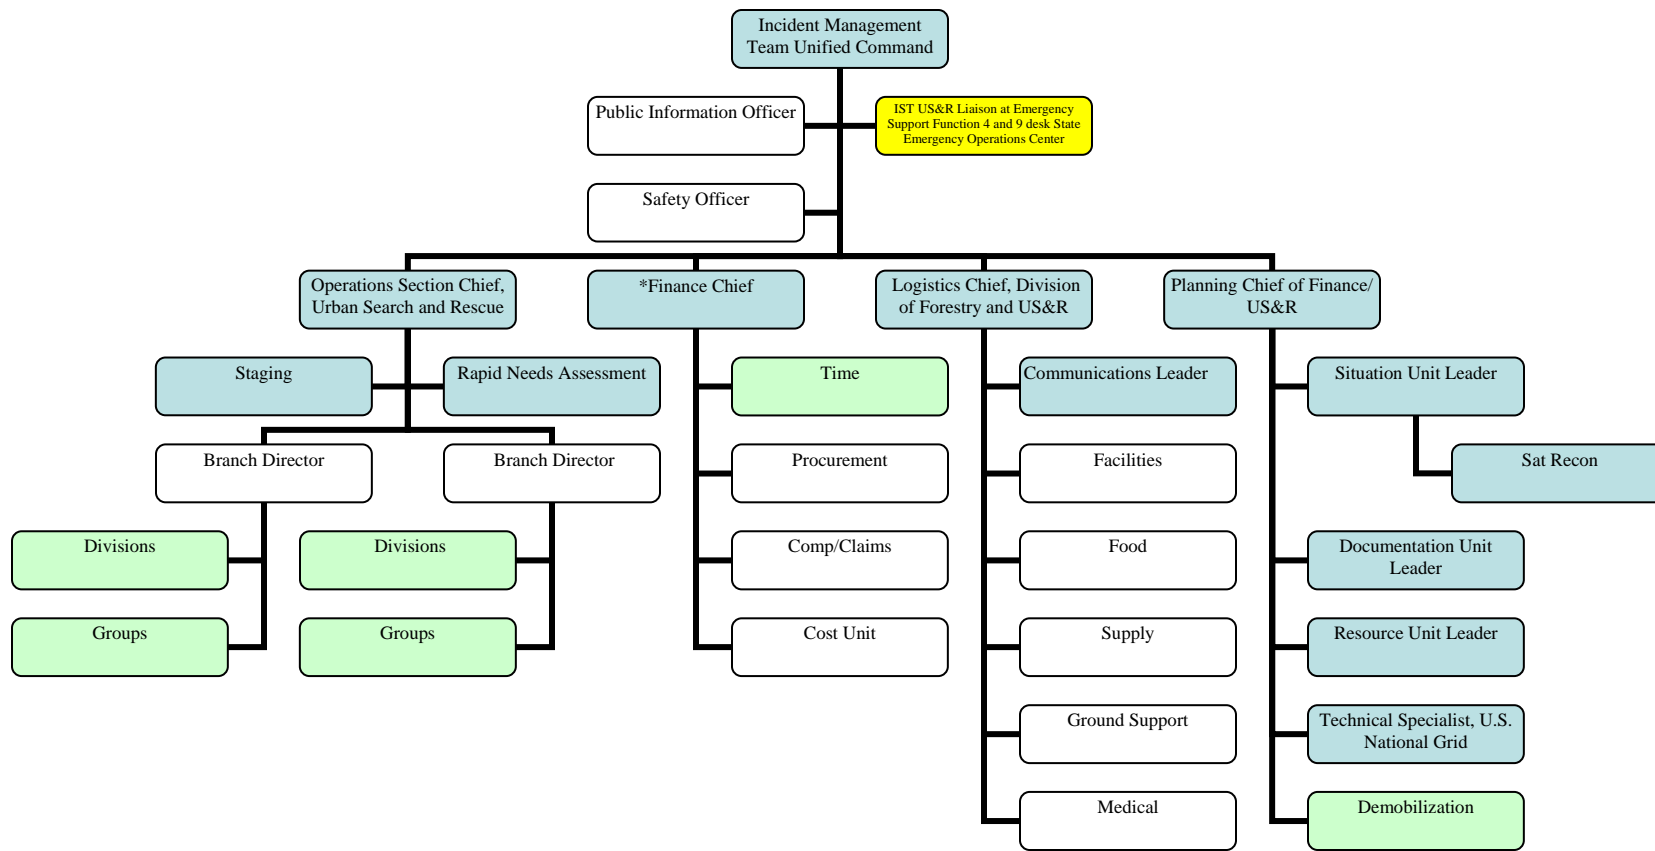 Incident Management
Team Unified Command
Public Information Officer
IST US&R Liaison at Emergency
Support Function 4 and 9 desk State
Emergency Operations Center
Safety Officer
Operations Section Chief,
Urban Search and Rescue
*Finance Chief
Logistics Chief, Division
of Forestry and US&R
Planning Chief of Finance/
US&R
Staging
Rapid Needs Assessment
Time
Communications Leader
Situation Unit Leader
Branch Director
Branch Director
Procurement
Facilities
Sat Recon
Divisions
Divisions
Comp/Claims
Food
Documentation Unit
Leader
Groups
Groups
Cost Unit
Supply
Resource Unit Leader
Ground Support
Technical Specialist, U.S.
National Grid
Medical
Demobilization